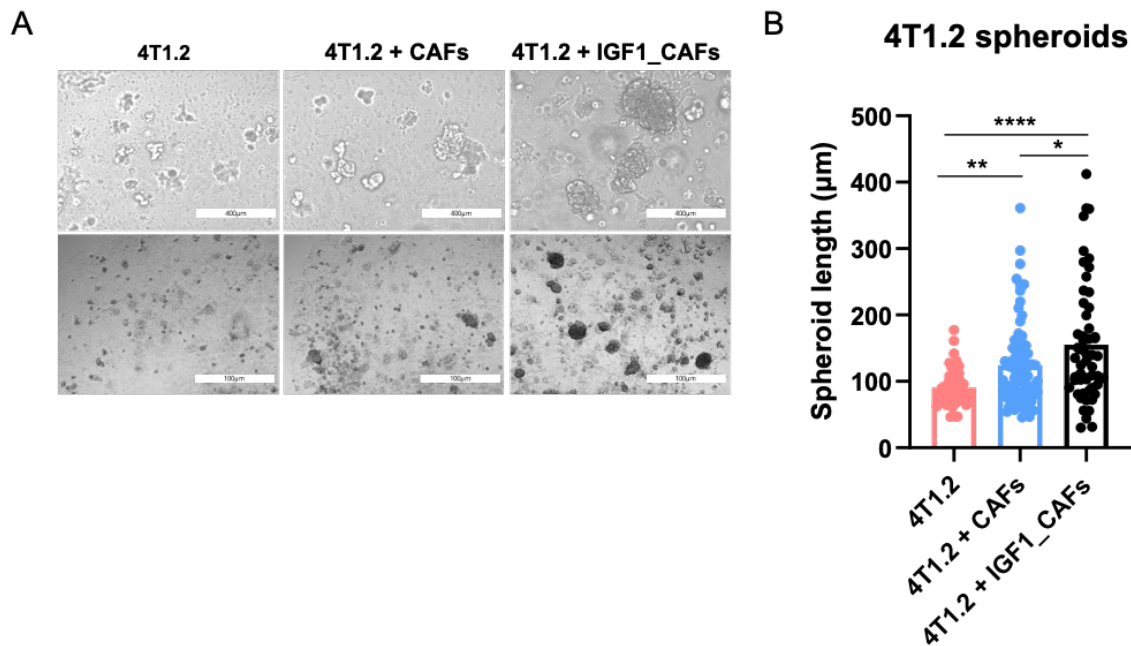 A
4T1.2
4T1.2 + CAFs
4T1.2 + IGF1_CAFs
400μm
400μm
400μm
100μm
100μm
100μm
B
4T1.2 spheroids
Spheroid length (μm)
500
400
300
200
100
0
****
**
*
4T1.2
4T1.2 + CAFs
4T1.2 + IGF1_CAFs